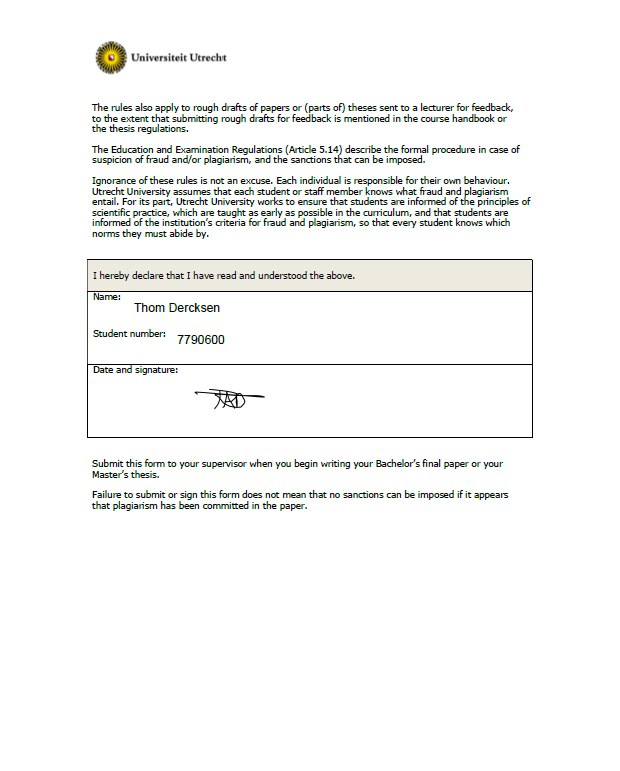 Universiteit Utrecht
The rules also apply to rough drafts of papers or (parts of) theses sent to a lecturer for feedback,
to the extent that submitting rough drafts for feedback is mentioned in the course handbook or
the thesis regulations.
The Education and Examination Regulations (Article 5.14) describe the formal procedure in case of
suspicion of fraud and/or plagiarism, and the sanctions that can be imposed.
Ignorance of these rules is not an excuse. Each individual is responsible for their own behaviour.
Utrecht University assumes that each student or staff member knows what fraud and plagiarism
entail. For its part, Utrecht University works to ensure that students are informed of the principles of
scientific practice, which are taught as early as possible in the curriculum, and that students are
informed of the institution's criteria for fraud and plagiarism, so that every student knows which
norms they must abide by.
I hereby declare that I have read and understood the above.
Name:
Thom Dercksen
Student number: 7790600
Date and signature:
Submit this form to your supervisor when you begin writing your Bachelor's final paper or your
Master's thesis.
Failure to submit or sign this form does not mean that no sanctions can be imposed if it appears
that plagiarism has been committed in the paper.